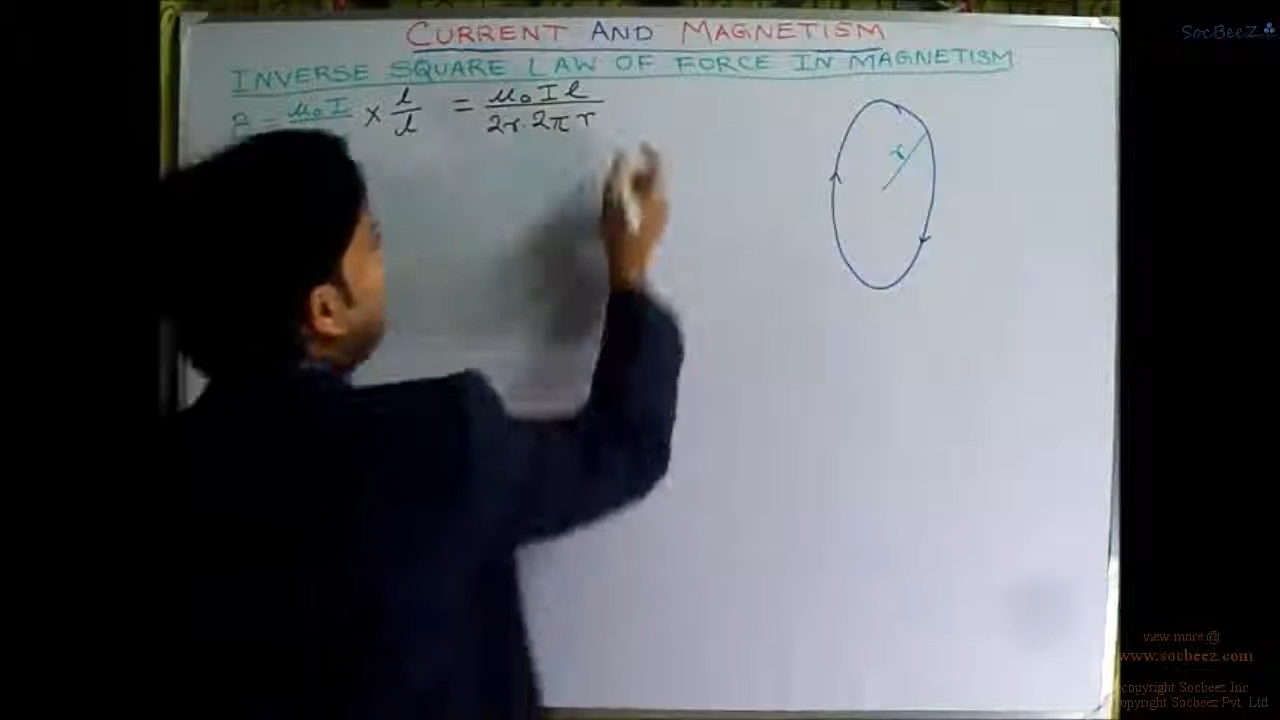 SocBeeZ
CURRENT AND MAGNETISM
INVERSE SQUARE LAW OF FORCE IN MAGNETISM
B = μ₀I × l/l = μ₀Il/2r.2πr
r
view more @
www.socbeez.com
copyright Socbeez Inc
copyright Socbeez Pvt. Ltd